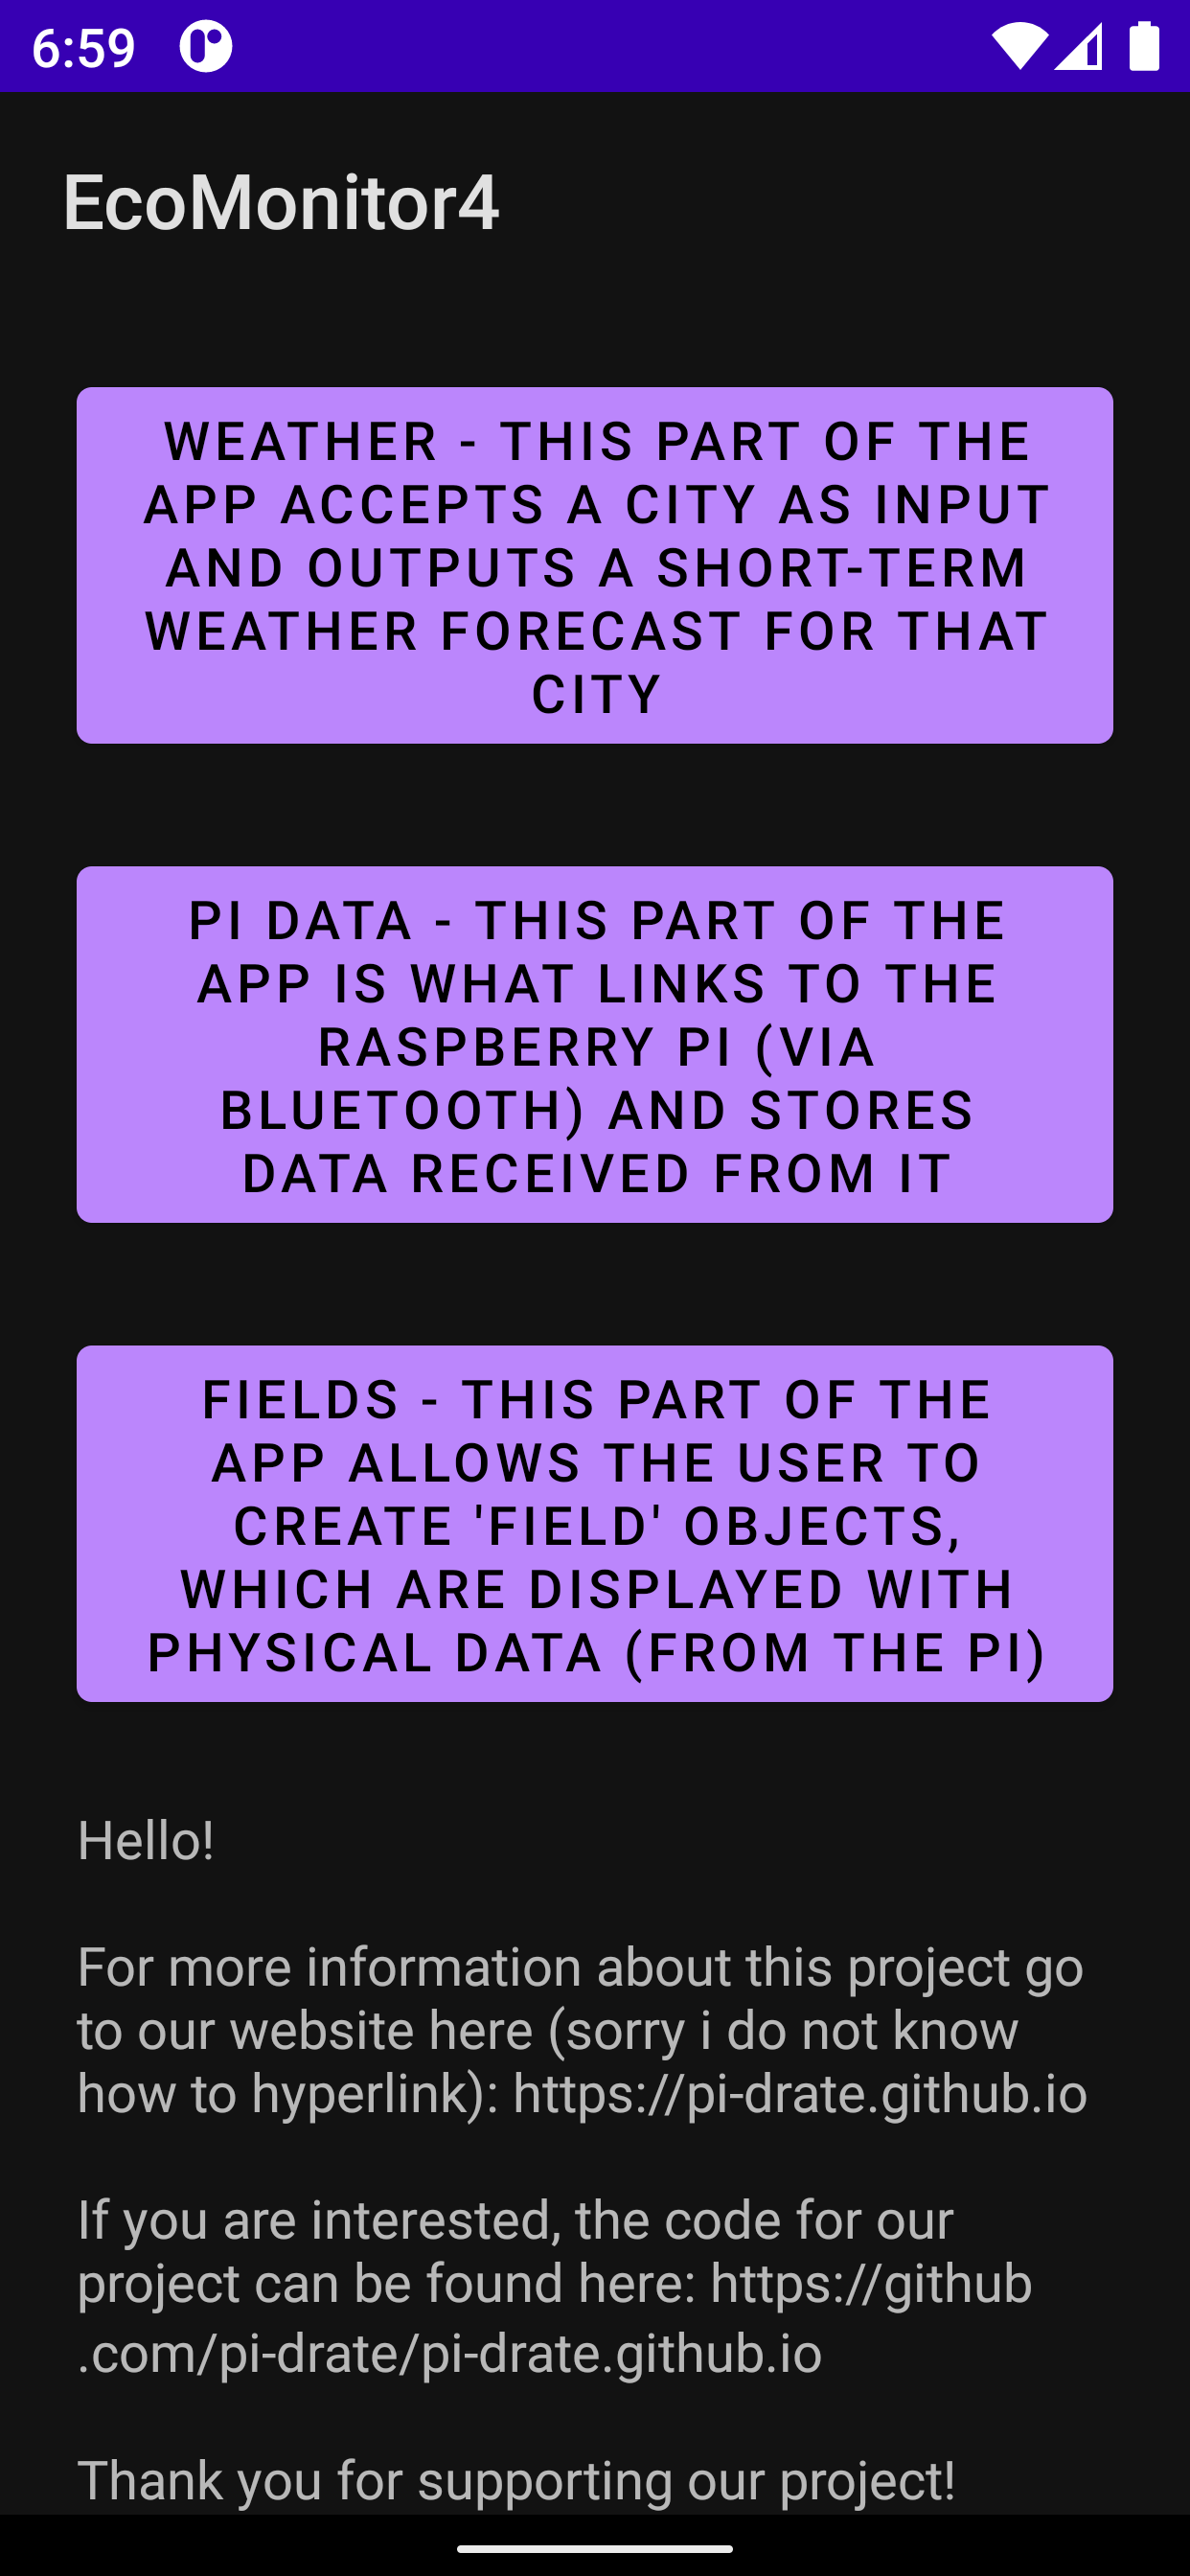 6:59
EcoMonitor4
WEATHER - THIS PART OF THE
APP ACCEPTS A CITY AS INPUT
AND OUTPUTS A SHORT-TERM
WEATHER FORECAST FOR THAT
CITY
PI DATA - THIS PART OF THE
APP IS WHAT LINKS TO THE
RASPBERRY PI (VIA
BLUETOOTH) AND STORES
DATA RECEIVED FROM IT
FIELDS - THIS PART OF THE
APP ALLOWS THE USER TO
CREATE 'FIELD' OBJECTS,
WHICH ARE DISPLAYED WITH
PHYSICAL DATA (FROM THE PI)
Hello!
For more information about this project go
to our website here (sorry i do not know
how to hyperlink): https://pi-drate.github.io
If you are interested, the code for our
project can be found here: https://github
.com/pi-drate/pi-drate.github.io
Thank you for supporting our project!